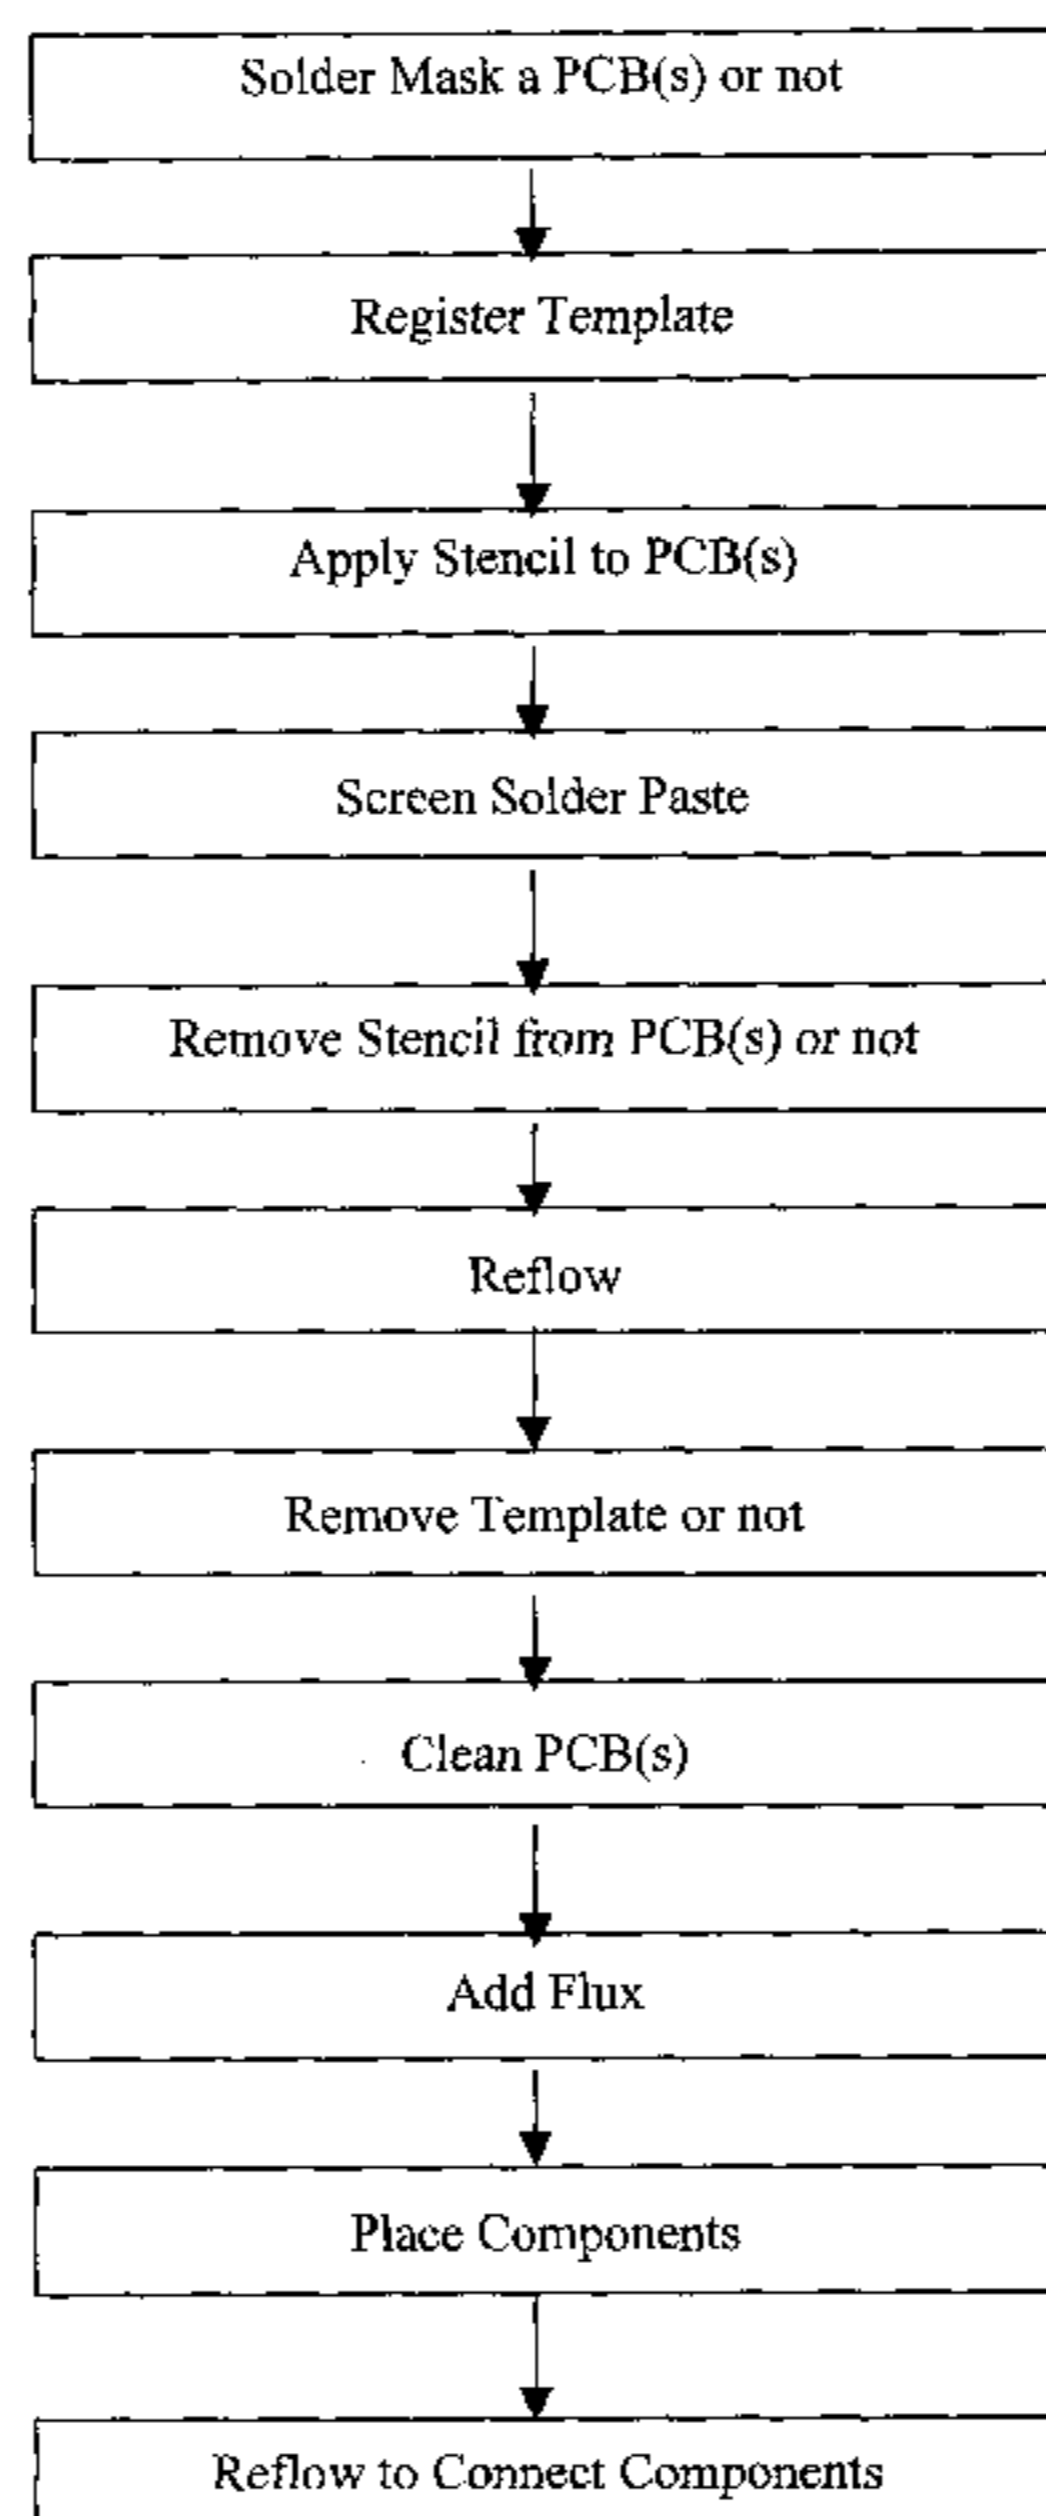 Solder Mask a PCB(s) or not
Register Template
Apply Stencil to PCB(s)
Screen Solder Paste
Remove Stencil from PCB(s) or not
Reflow
Remove Template or not
Clean PCB(s)
Add Flux
Place Components
Reflow to Connect Components